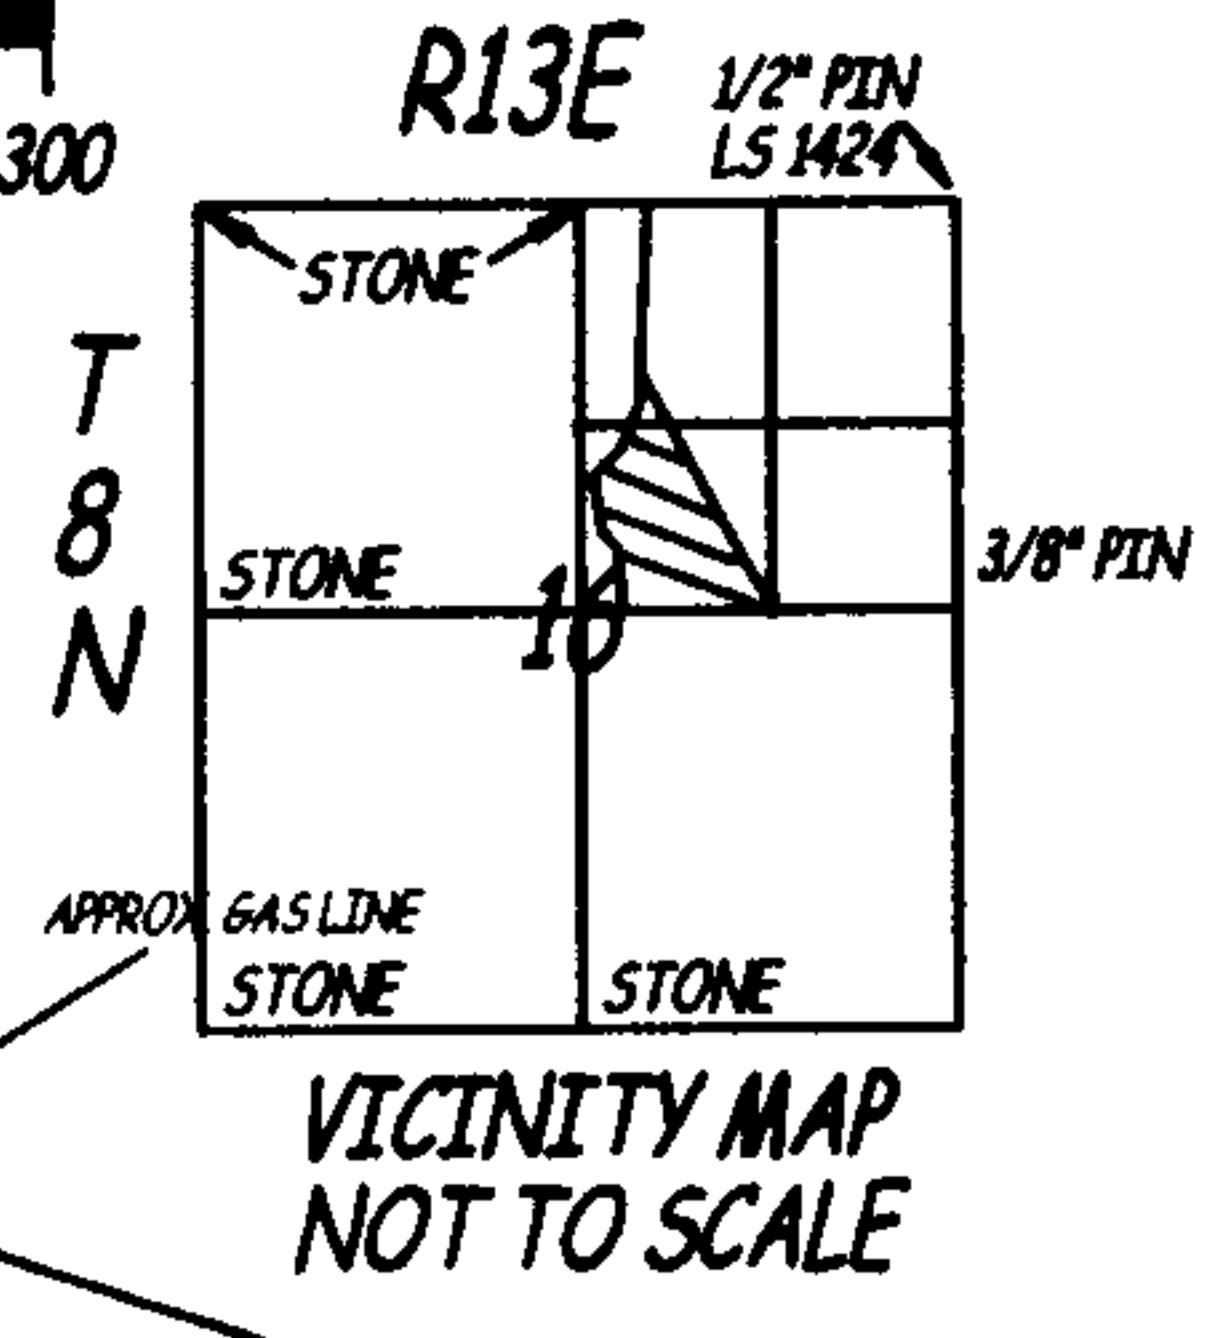 R13E
1/2" PIN
LS 1424
300
STONE
T
8
N
STONE
3/8" PIN
16
APPROX GAS LINE
STONE
STONE
VICINITY MAP
NOT TO SCALE